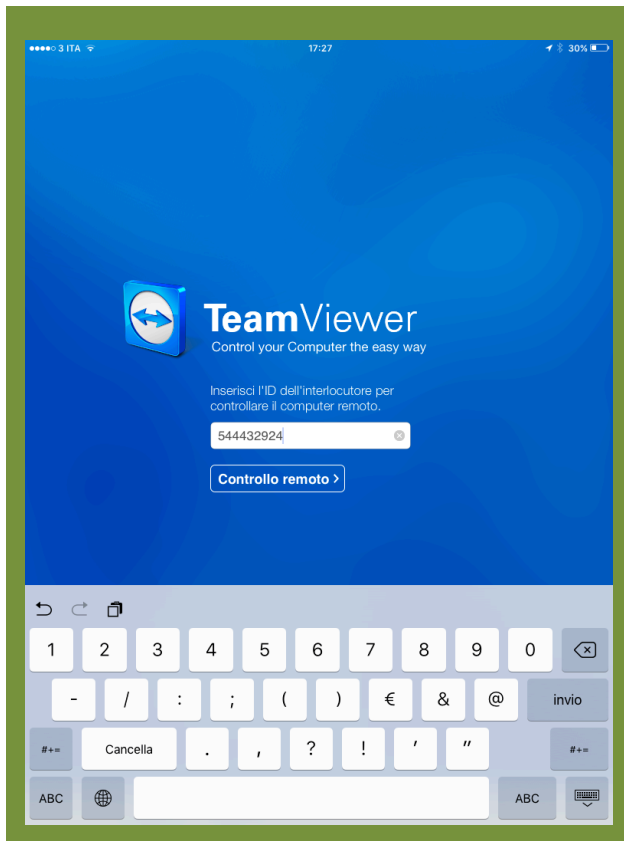 3 ITA 17:27 30%
TeamViewer
Control your Computer the easy way
Inserisci l'ID dell'interlocutore per
controllare il computer remoto.
544432924
Controllo remoto >
1 2 3 4 5 6 7 8 9 0
- / : ; ( ) € & @ invio
#+= Cancella . , ? ! ' " #+=
ABC ABC